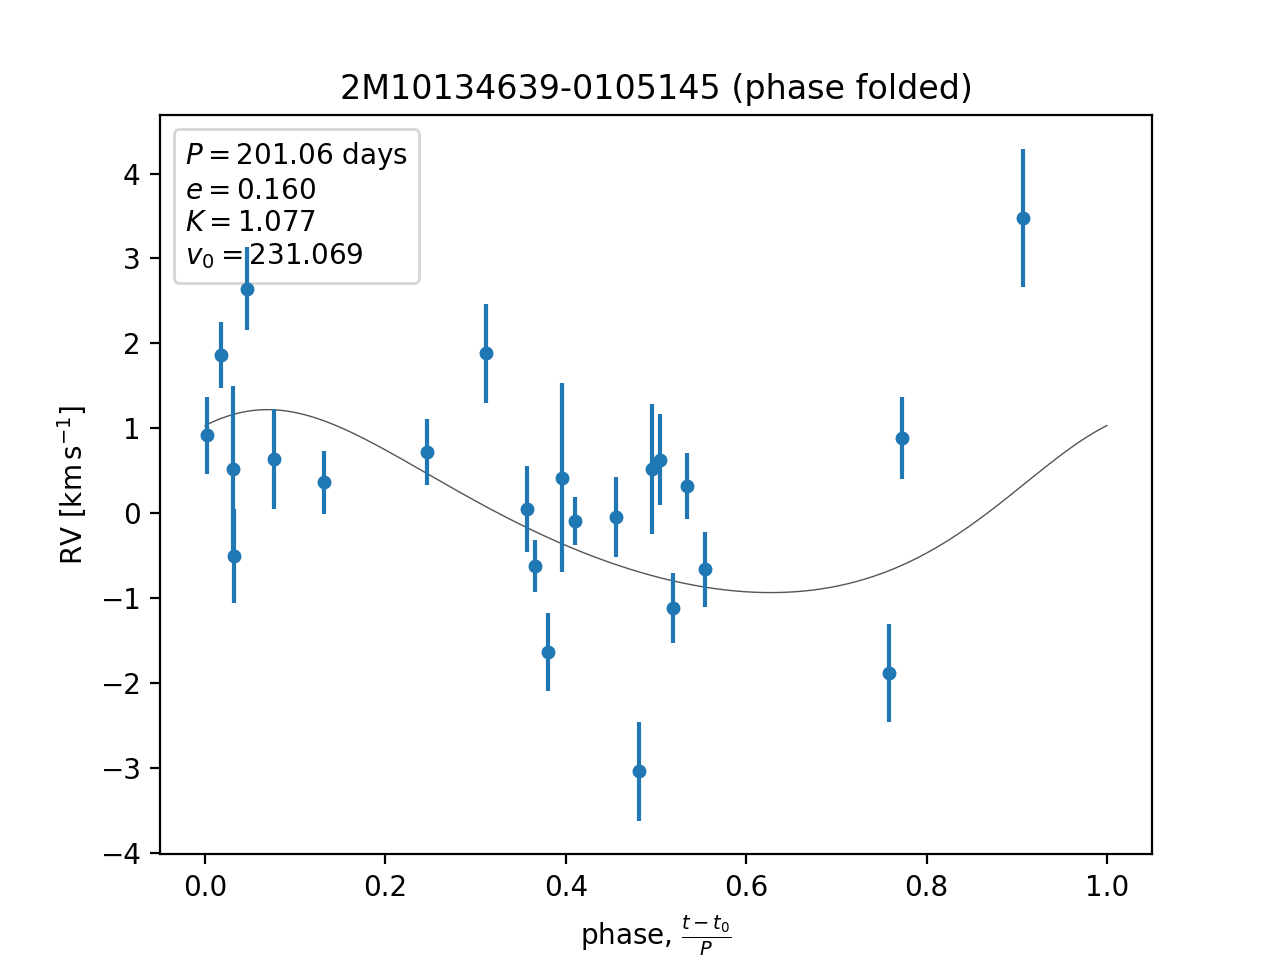 2M10134639-0105145 (phase folded)
P = 201.06 days
e = 0.160
K = 1.077
v₀ = 231.069
4
3
2
1
0
−1
−2
−3
−4
RV [km s⁻¹]
0.0 0.2 0.4 0.6 0.8 1.0
phase, (t − t₀)/P